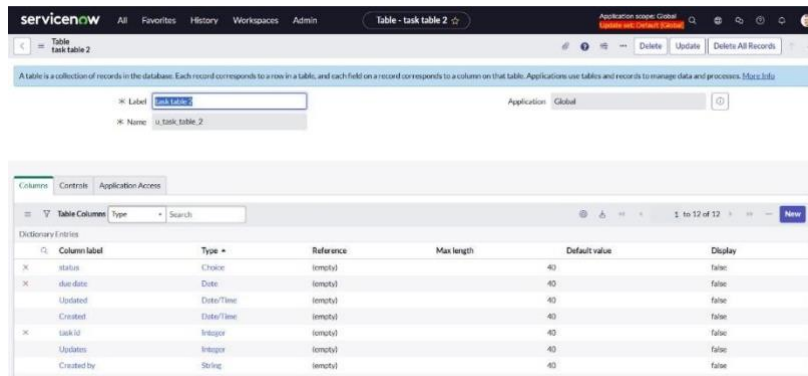 servicenow All Favorites History Workspaces Admin Table - task table 2 ☆ Application scope: Global
Update set: Default [Global]
Table
task table 2
Delete Update Delete All Records
A table is a collection of records in the database. Each record corresponds to a row in a table, and each field on a record corresponds to a column on that table. Applications use tables and records to manage data and processes. More Info
* Label task table 2 Application Global
* Name u_task_table_2
Columns Controls Application Access
Table Columns Type Search 1 to 12 of 12 New
Dictionary Entries
Column label Type Reference Max length Default value Display
status Choice (empty) 40 false
due date Date (empty) 40 false
Updated Date/Time (empty) 40 false
Created Date/Time (empty) 40 false
task id Integer (empty) 40 false
Updates Integer (empty) 40 false
Created by String (empty) 40 false